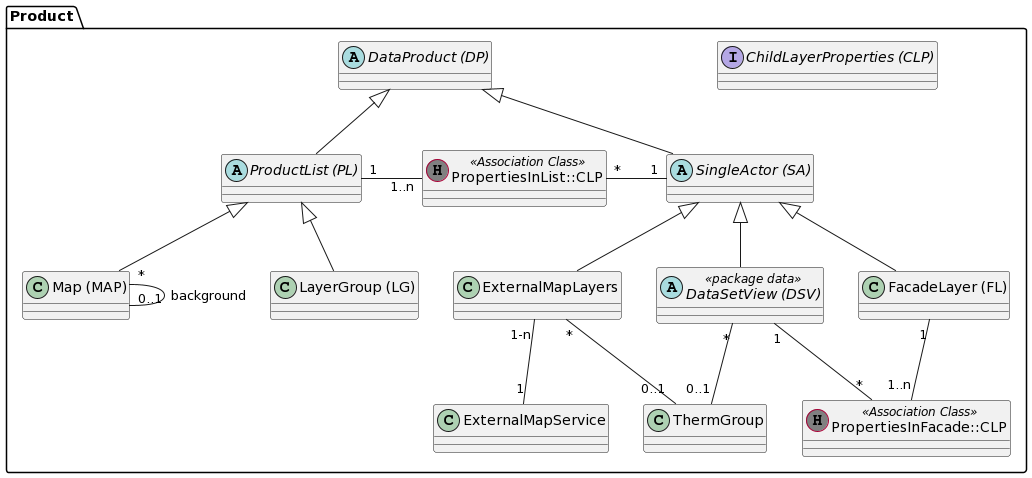 Product
A DataProduct (DP)
I ChildLayerProperties (CLP)
A ProductList (PL)
1
1..n
«Association Class»
H PropertiesInList::CLP
*
1
A SingleActor (SA)
C Map (MAP)
*
0..1
background
C LayerGroup (LG)
C ExternalMapLayers
«package data»
A DataSetView (DSV)
C FacadeLayer (FL)
1-n
*
*
1
1
1
0..1
0..1
*
1..n
C ExternalMapService
C ThermGroup
«Association Class»
H PropertiesInFacade::CLP